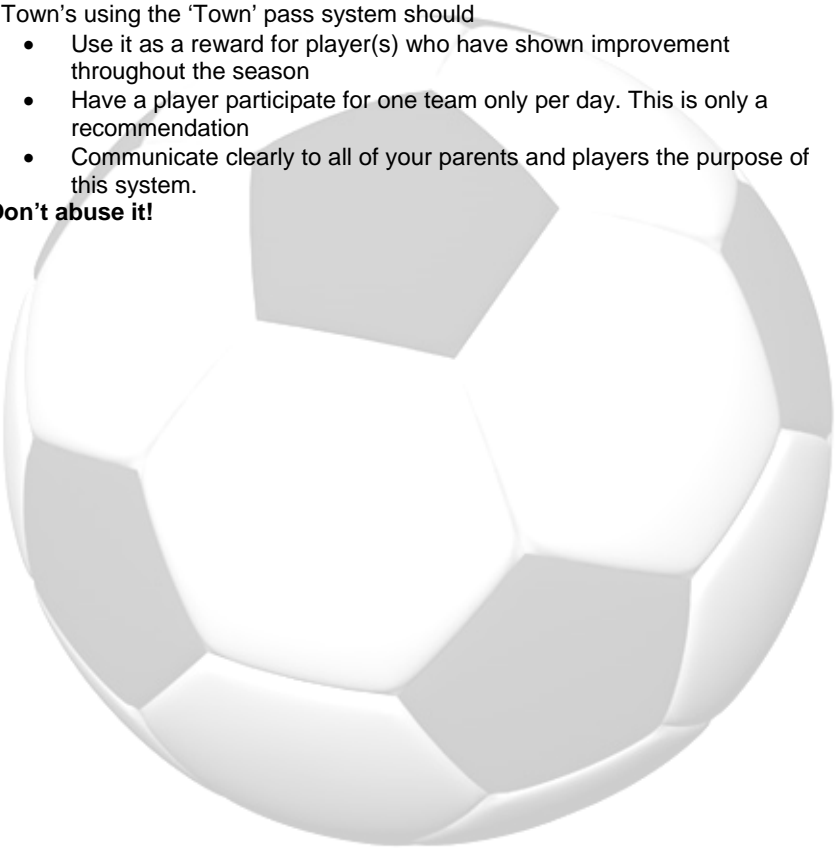 Town’s using the ‘Town’ pass system should
• Use it as a reward for player(s) who have shown improvement
throughout the season
• Have a player participate for one team only per day. This is only a
recommendation
• Communicate clearly to all of your parents and players the purpose of
this system.
Don’t abuse it!